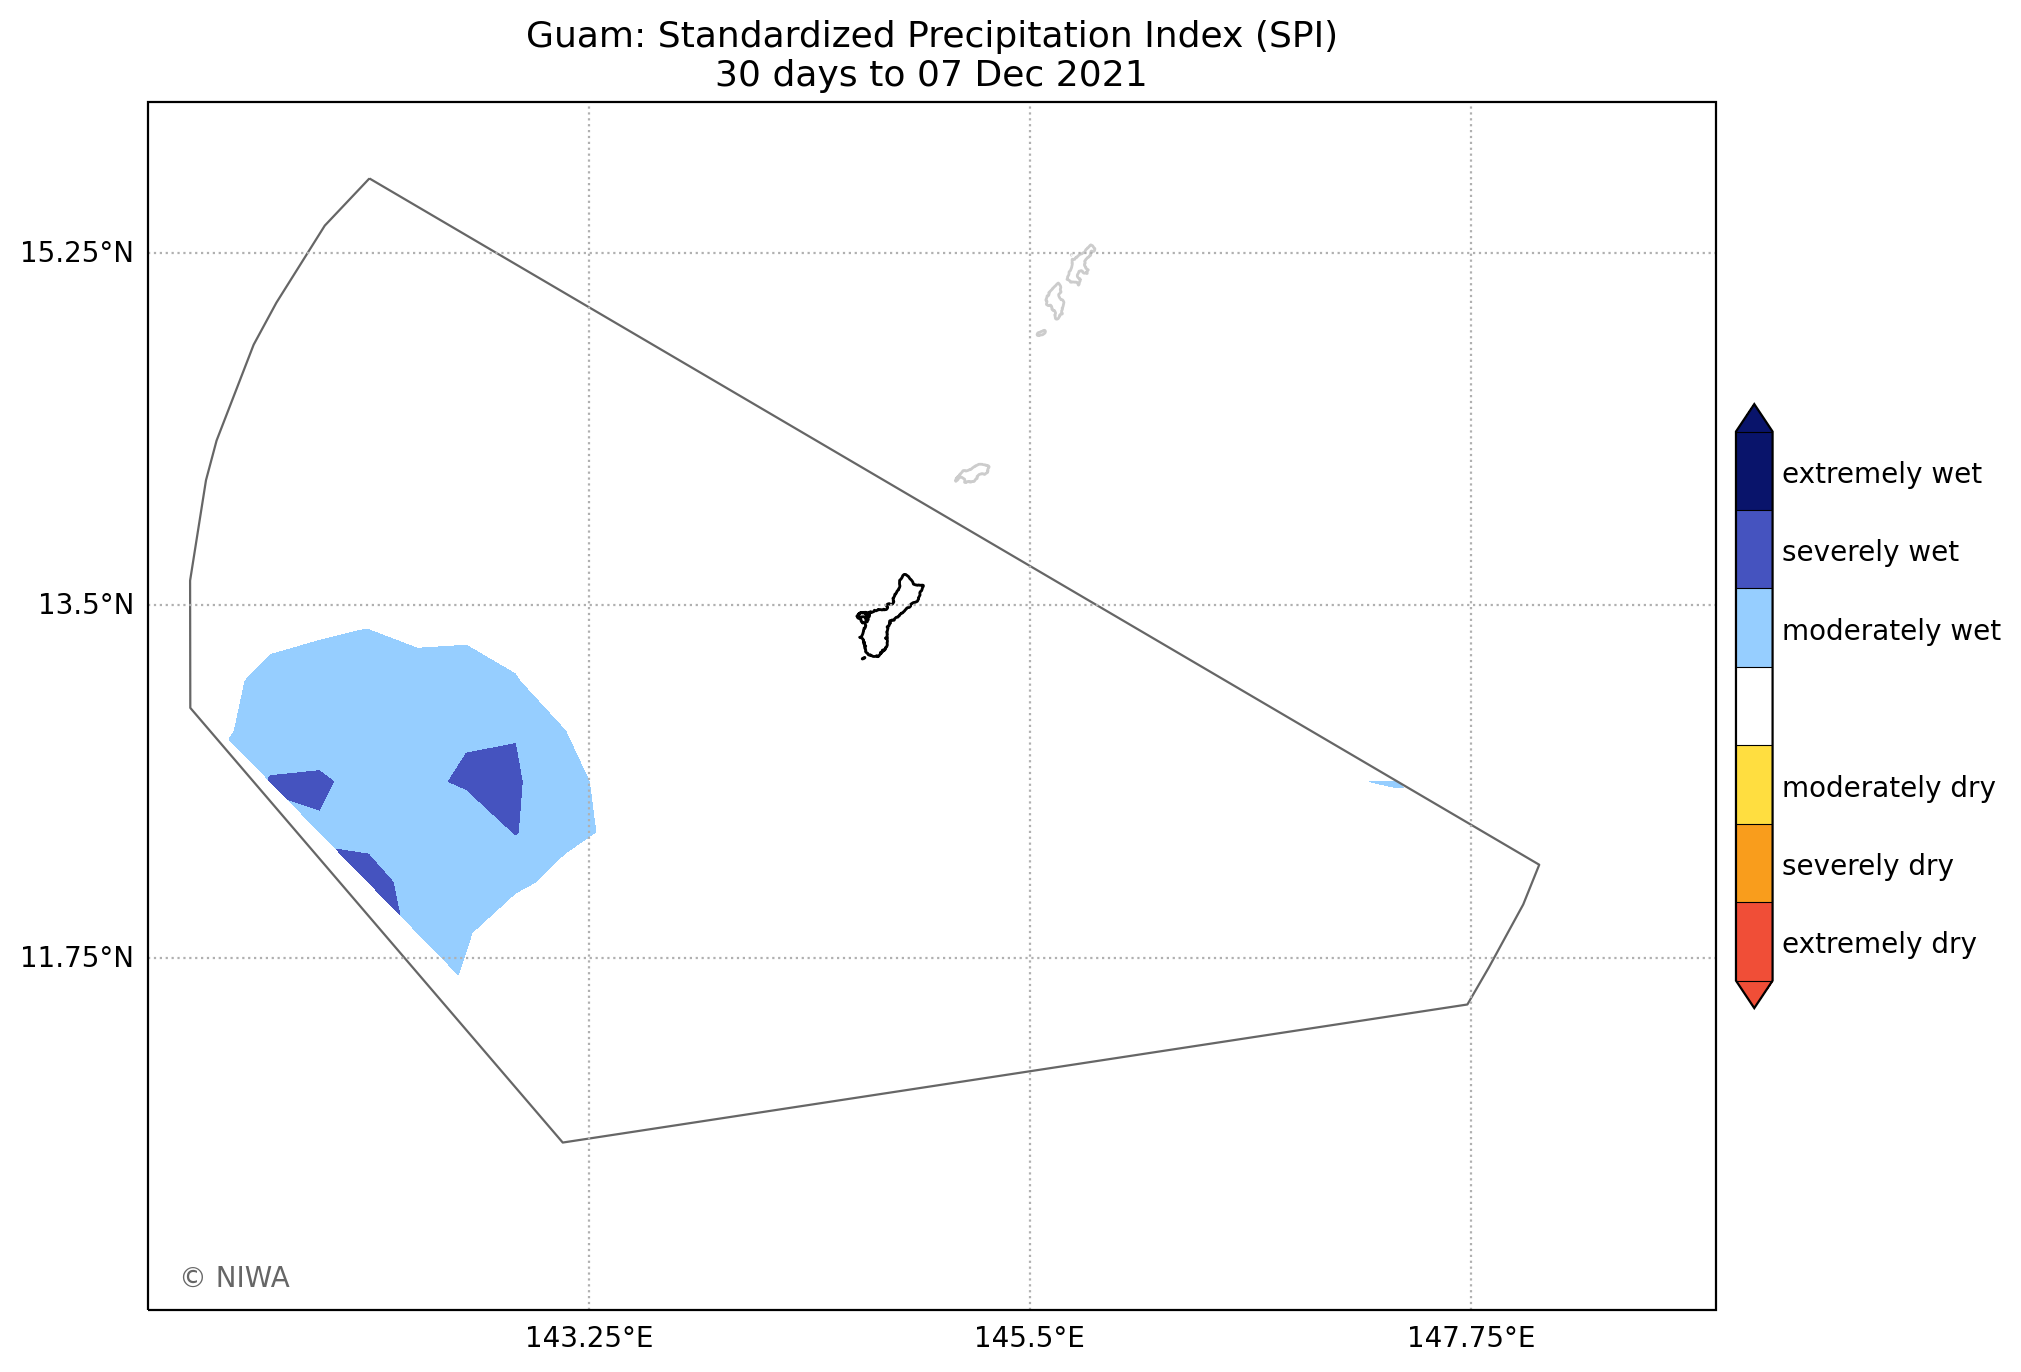 Guam: Standardized Precipitation Index (SPI)
30 days to 07 Dec 2021
15.25°N
13.5°N
11.75°N
143.25°E
145.5°E
147.75°E
extremely wet
severely wet
moderately wet
moderately dry
severely dry
extremely dry
© NIWA